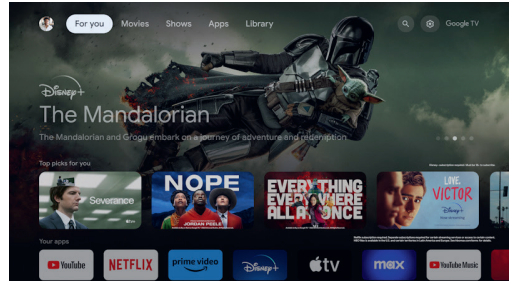 For you Movies Shows Apps Library Google TV
Disney+
The Mandalorian
The Mandalorian and Grogu embark on a journey of adventure and redemption.
Top picks for you
Severance
NOPE
JORDAN PEELE
EVERYTHING
EVERYWHERE
ALL AT ONCE
LOVE,
VICTOR
Disney+
Your apps
YouTube NETFLIX prime video Disney+ tv max YouTube Music